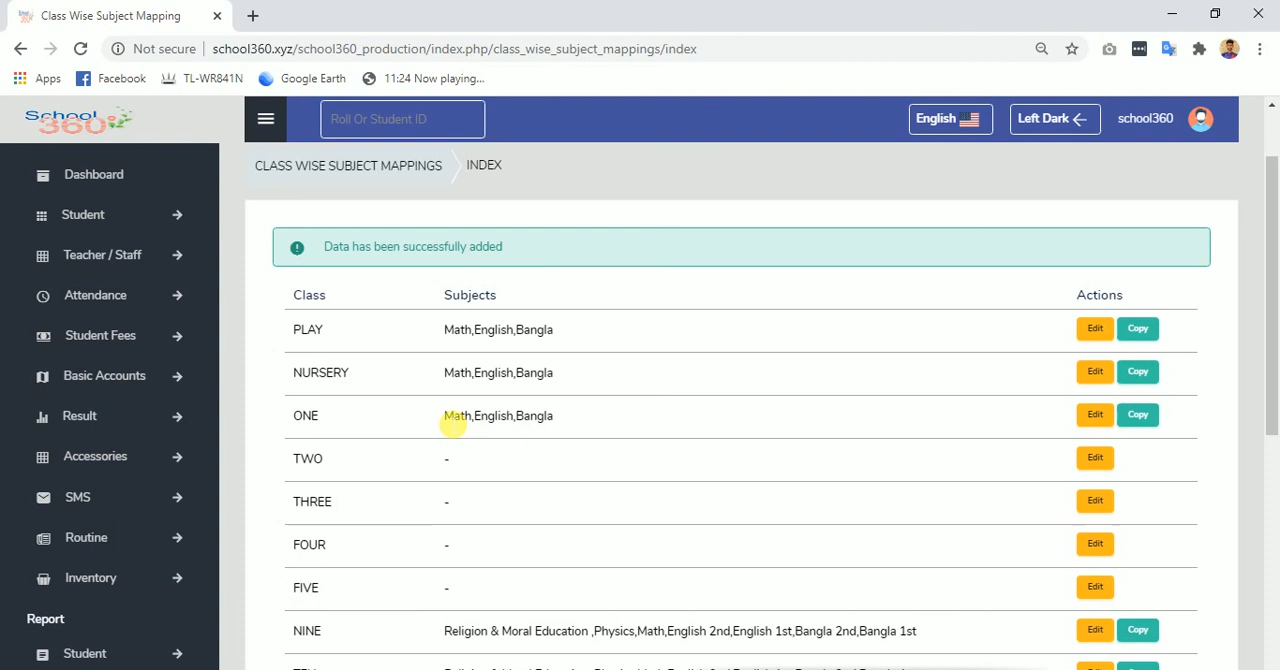 Class Wise Subject Mapping
Not secure school360.xyz/school360_production/index.php/class_wise_subject_mappings/index
Apps Facebook TL-WR841N Google Earth 11:24 Now playing...
School 360
Roll Or Student ID
English
Left Dark
school360
CLASS WISE SUBJECT MAPPINGS INDEX
Dashboard
Student
Teacher / Staff
Attendance
Student Fees
Basic Accounts
Result
Accessories
SMS
Routine
Inventory
Report
Student
Data has been successfully added
Class Subjects Actions
PLAY Math,English,Bangla Edit Copy
NURSERY Math,English,Bangla Edit Copy
ONE Math,English,Bangla Edit Copy
TWO - Edit
THREE - Edit
FOUR - Edit
FIVE - Edit
NINE Religion & Moral Education ,Physics,Math,English 2nd,English 1st,Bangla 2nd,Bangla 1st Edit Copy